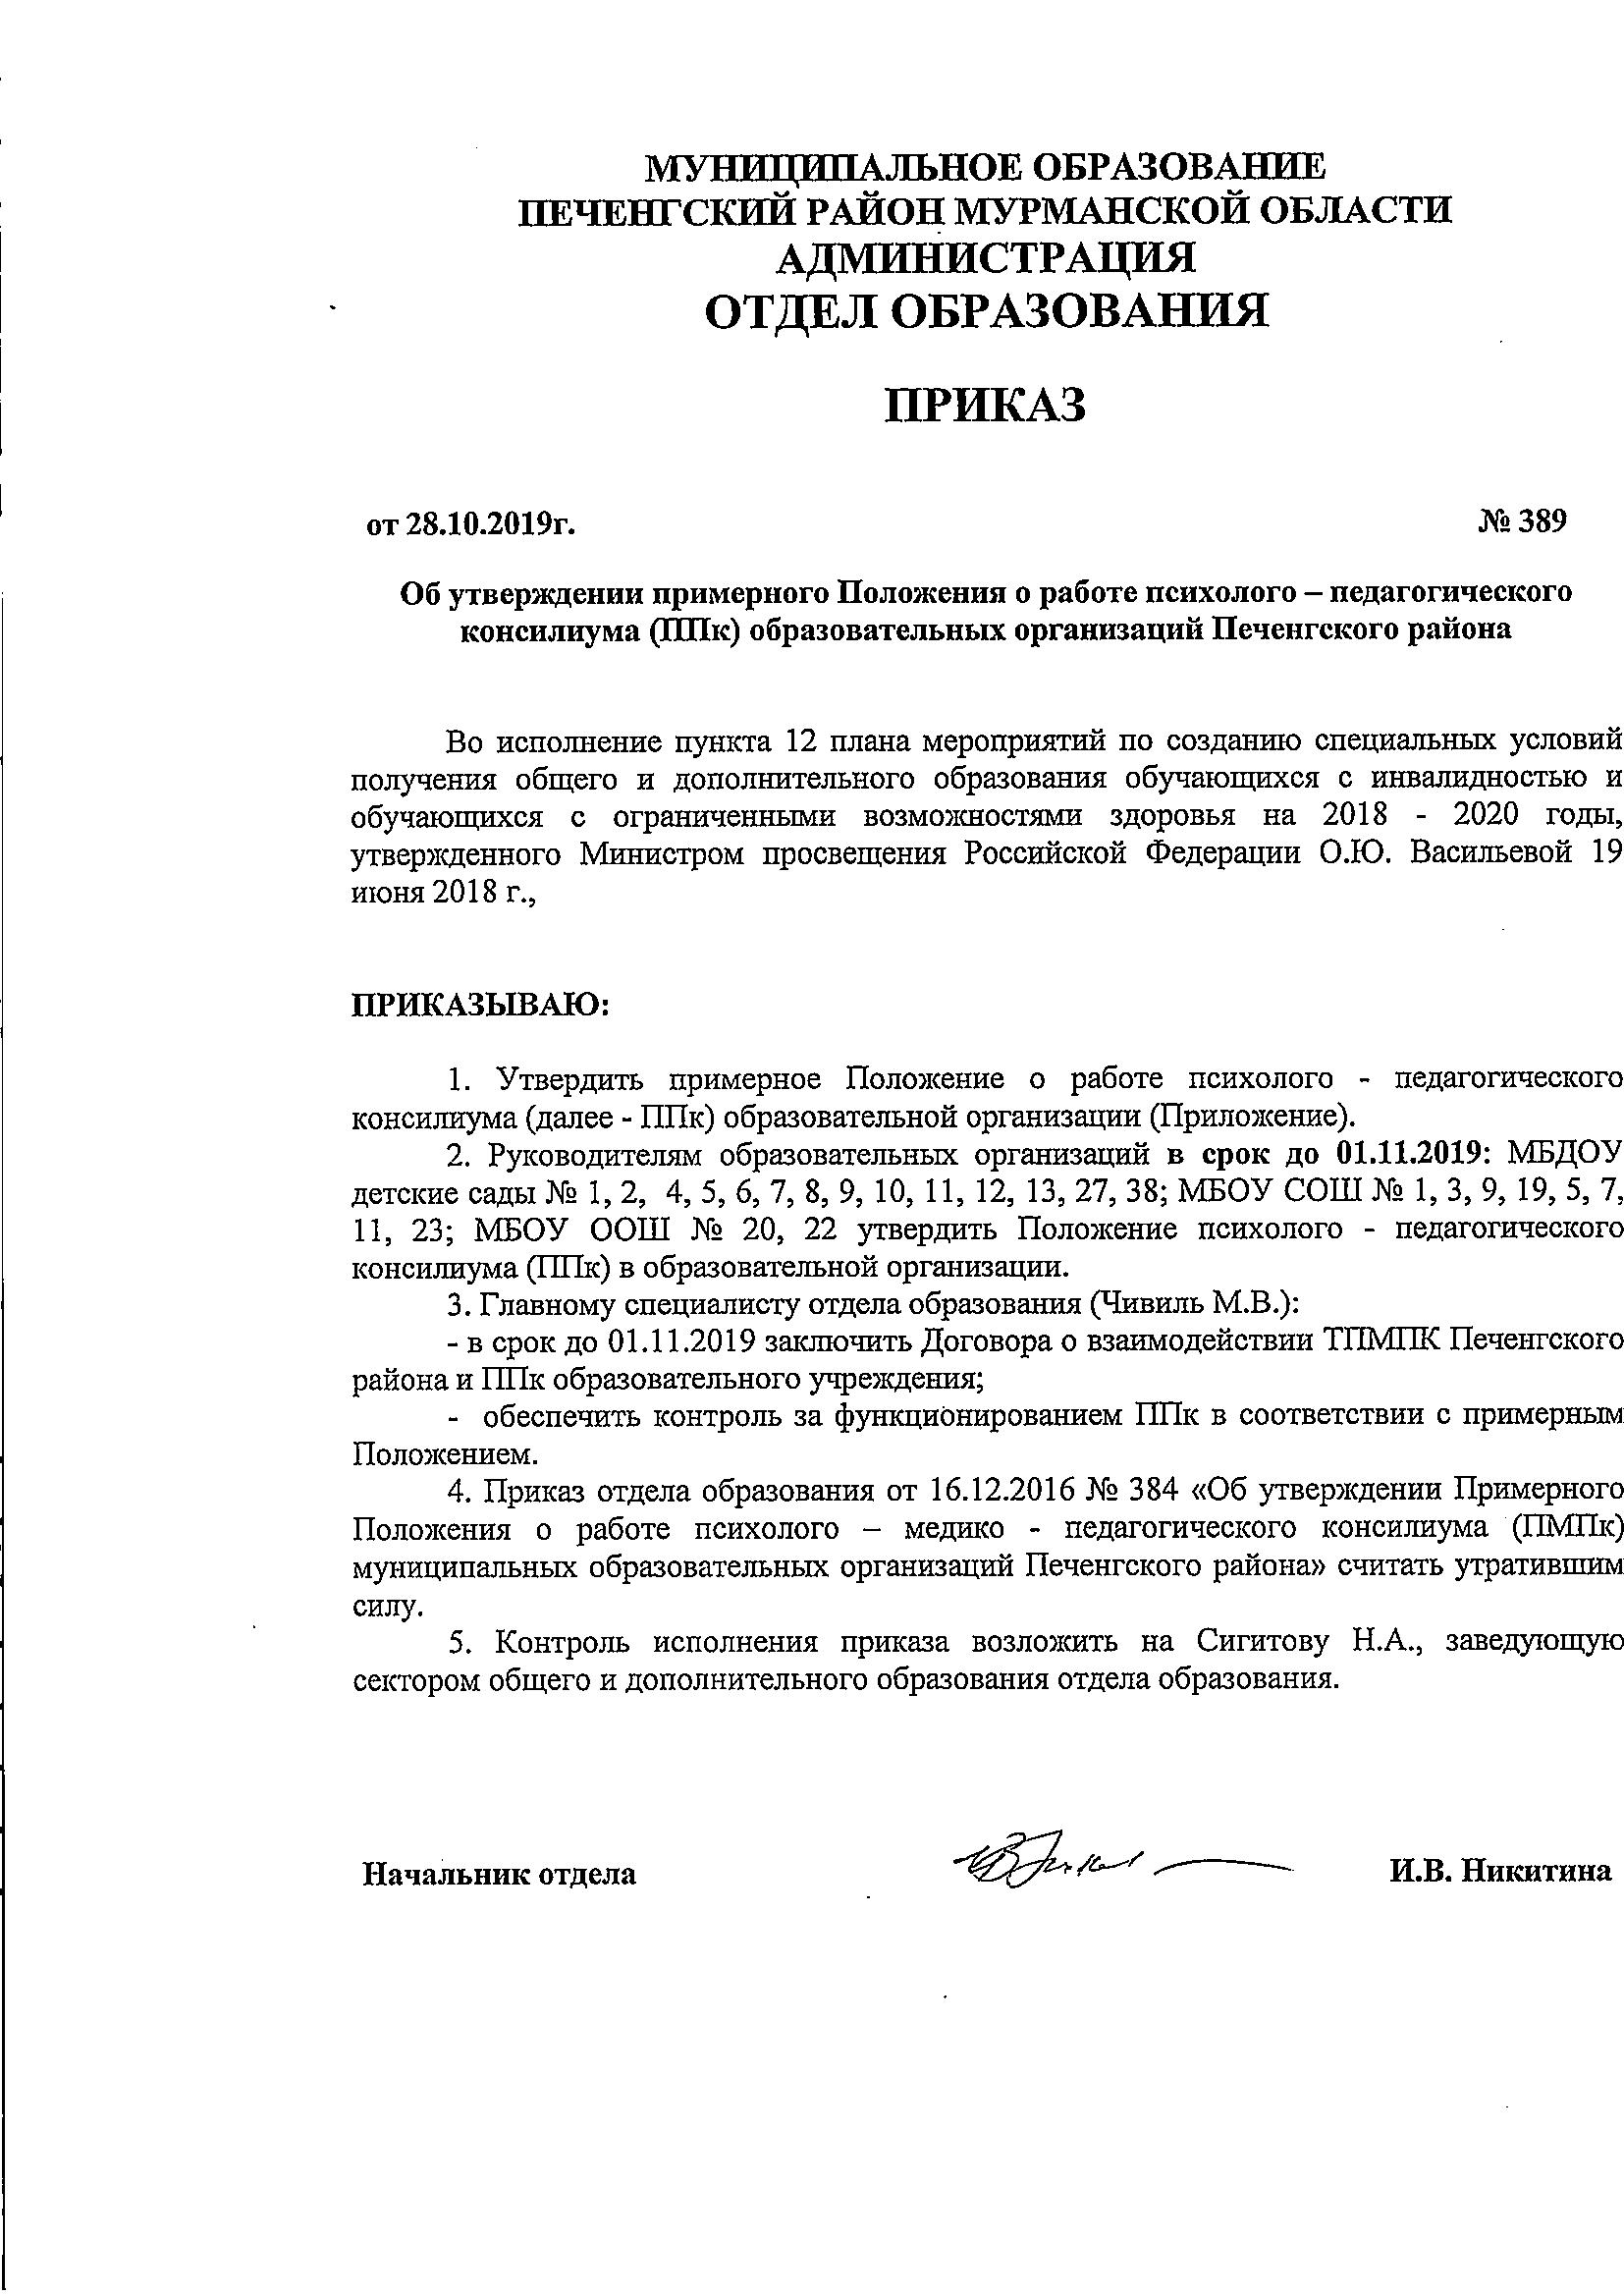 МУНИЦИПАЛЬНОЕ ОБРАЗОВАНИЕ
ПЕЧЕНГСКИЙ РАЙОН МУРМАНСКОЙ ОБЛАСТИ
АДМИНИСТРАЦИЯ
ОТДЕЛ ОБРАЗОВАНИЯ
ПРИКАЗ
от 28.10.2019г. № 389
Об утверждении примерного Положения о работе психолого – педагогического
консилиума (ППк) образовательных организаций Печенгского района
Во исполнение пункта 12 плана мероприятий по созданию специальных условий
получения общего и дополнительного образования обучающихся с инвалидностью и
обучающихся с ограниченными возможностями здоровья на 2018 - 2020 годы,
утвержденного Министром просвещения Российской Федерации О.Ю. Васильевой 19
июня 2018 г.,
ПРИКАЗЫВАЮ:
1. Утвердить примерное Положение о работе психолого - педагогического
консилиума (далее - ППк) образовательной организации (Приложение).
2. Руководителям образовательных организаций в срок до 01.11.2019: МБДОУ
детские сады № 1, 2, 4, 5, 6, 7, 8, 9, 10, 11, 12, 13, 27, 38; МБОУ СОШ № 1, 3, 9, 19, 5, 7,
11, 23; МБОУ ООШ № 20, 22 утвердить Положение психолого - педагогического
консилиума (ППк) в образовательной организации.
3. Главному специалисту отдела образования (Чивиль М.В.):
- в срок до 01.11.2019 заключить Договора о взаимодействии ТПМПК Печенгского
района и ППк образовательного учреждения;
- обеспечить контроль за функционированием ППк в соответствии с примерным
Положением.
4. Приказ отдела образования от 16.12.2016 № 384 «Об утверждении Примерного
Положения о работе психолого – медико - педагогического консилиума (ПМПк)
муниципальных образовательных организаций Печенгского района» считать утратившим
силу.
5. Контроль исполнения приказа возложить на Сигитову Н.А., заведующую
сектором общего и дополнительного образования отдела образования.
Начальник отдела И.В. Никитина